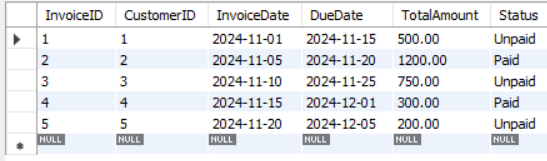 InvoiceID CustomerID InvoiceDate DueDate TotalAmount Status
1 1 2024-11-01 2024-11-15 500.00 Unpaid
2 2 2024-11-05 2024-11-20 1200.00 Paid
3 3 2024-11-10 2024-11-25 750.00 Unpaid
4 4 2024-11-15 2024-12-01 300.00 Paid
5 5 2024-11-20 2024-12-05 200.00 Unpaid
NULL NULL NULL NULL NULL NULL